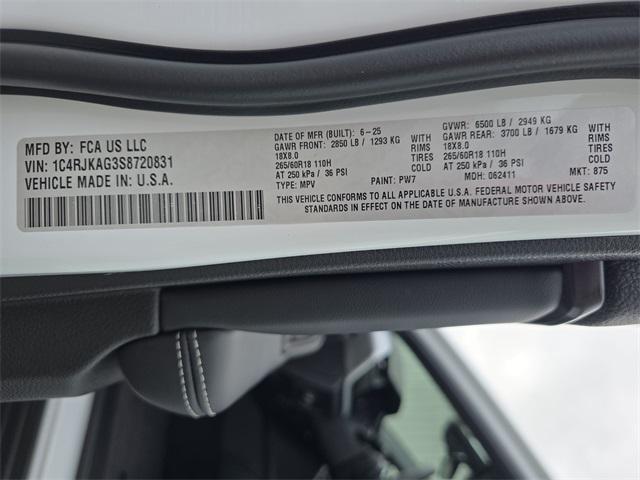 MFD BY: FCA US LLC
VIN: 1C4RJKAG3S8720831
VEHICLE MADE IN: U.S.A.
DATE OF MFR (BUILT): 6-25
GAWR FRONT: 2850 LB / 1293 KG WITH
18X8.0 RIMS
265/60R18 110H TIRES
AT 250 kPa / 36 PSI COLD
TYPE: MPV PAINT: PW7
GVWR: 6500 LB / 2949 KG
GAWR REAR: 3700 LB / 1679 KG WITH
18X8.0 RIMS
265/60R18 110H TIRES
AT 250 kPa / 36 PSI COLD
MDH: 062411 MKT: 875
THIS VEHICLE CONFORMS TO ALL APPLICABLE U.S.A. FEDERAL MOTOR VEHICLE SAFETY
STANDARDS IN EFFECT ON THE DATE OF MANUFACTURE SHOWN ABOVE.